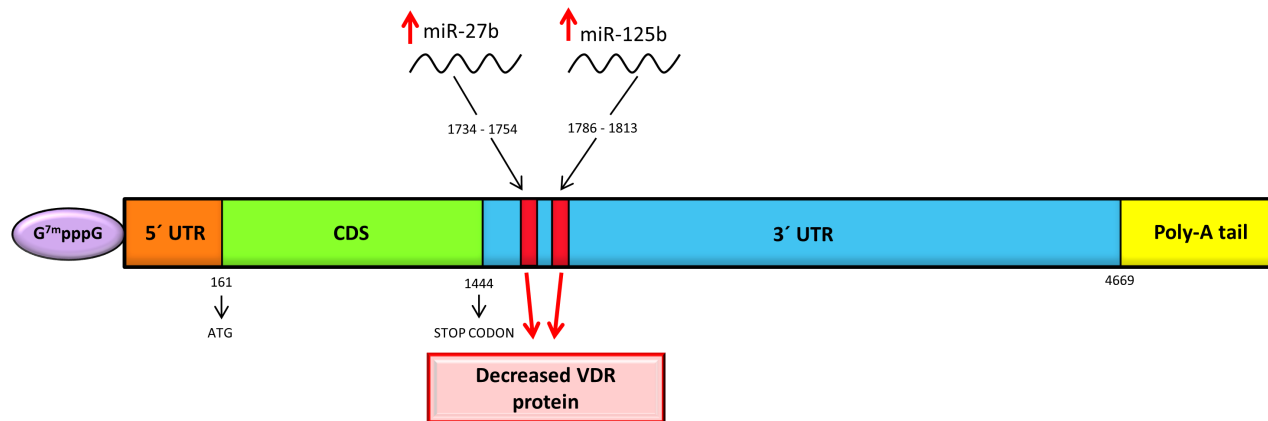 miR-27b
miR-125b
1734 - 1754
1786 - 1813
G⁷ᵐpppG
5´ UTR
CDS
3´ UTR
Poly-A tail
161
1444
4669
ATG
STOP CODON
Decreased VDR
protein